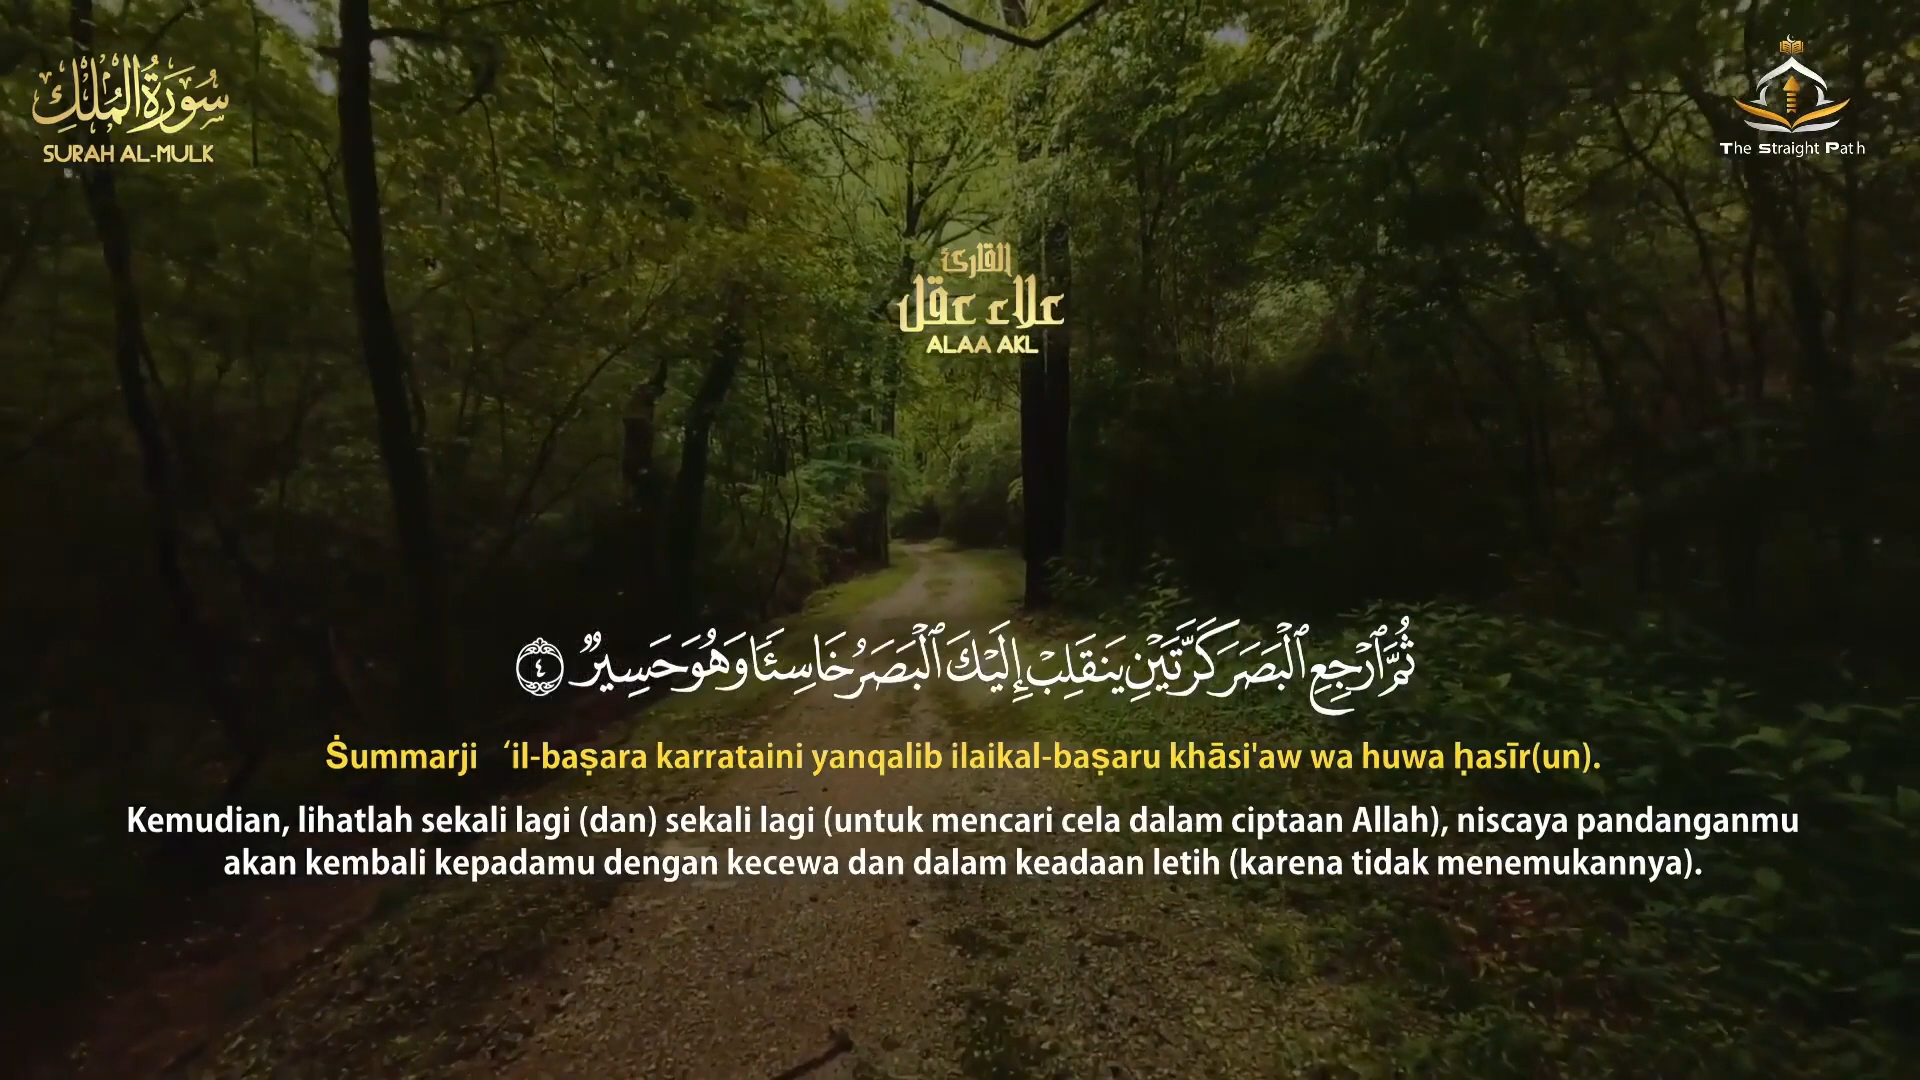 سُورَةُ الْمُلْكِ
SURAH AL-MULK
The Straight Path
القارئ
علاء عقل
ALAA AKL
ثُمَّ ٱرْجِعِ ٱلْبَصَرَ كَرَّتَيْنِ يَنقَلِبْ إِلَيْكَ ٱلْبَصَرُ خَاسِئًا وَهُوَ حَسِيرٌ ٤
Ṡummarji ‘il-baṣara karrataini yanqalib ilaikal-baṣaru khāsi'aw wa huwa ḥasīr(un).
Kemudian, lihatlah sekali lagi (dan) sekali lagi (untuk mencari cela dalam ciptaan Allah), niscaya pandanganmu
akan kembali kepadamu dengan kecewa dan dalam keadaan letih (karena tidak menemukannya).